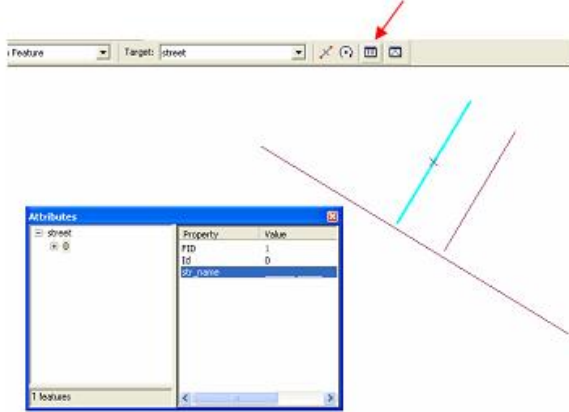 Feature Target: street
Attributes
street
0
Property Value
FID 1
Id 0
str_name
1 features